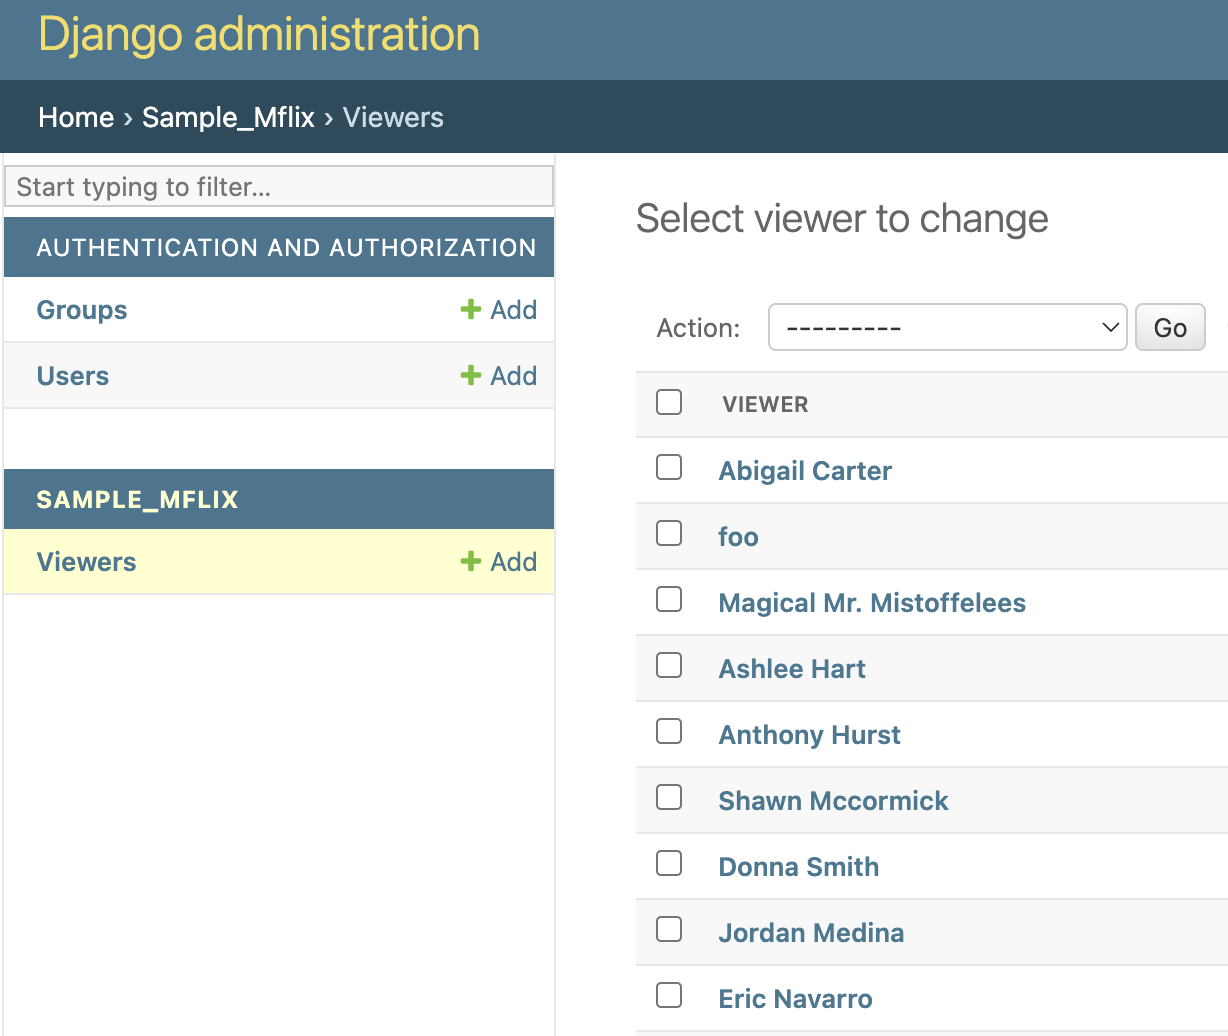 Django administration
Home › Sample_Mflix › Viewers
Start typing to filter...
AUTHENTICATION AND AUTHORIZATION
Groups + Add
Users + Add
SAMPLE_MFLIX
Viewers + Add
Select viewer to change
Action: --------- Go
VIEWER
Abigail Carter
foo
Magical Mr. Mistoffelees
Ashlee Hart
Anthony Hurst
Shawn Mccormick
Donna Smith
Jordan Medina
Eric Navarro